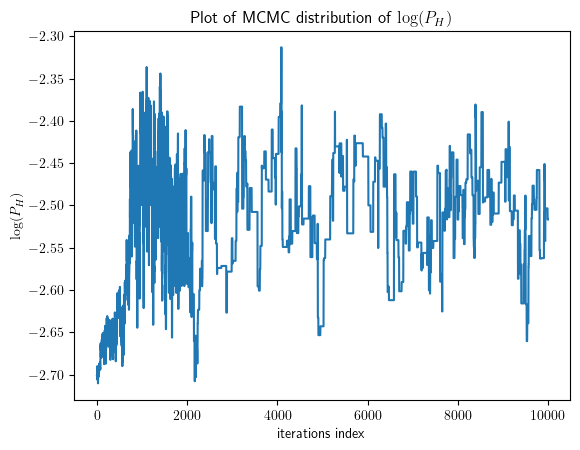 Plot of MCMC distribution of log(P_H)
−2.30
−2.35
−2.40
−2.45
−2.50
−2.55
−2.60
−2.65
−2.70
log(P_H)
0 2000 4000 6000 8000 10000
iterations index